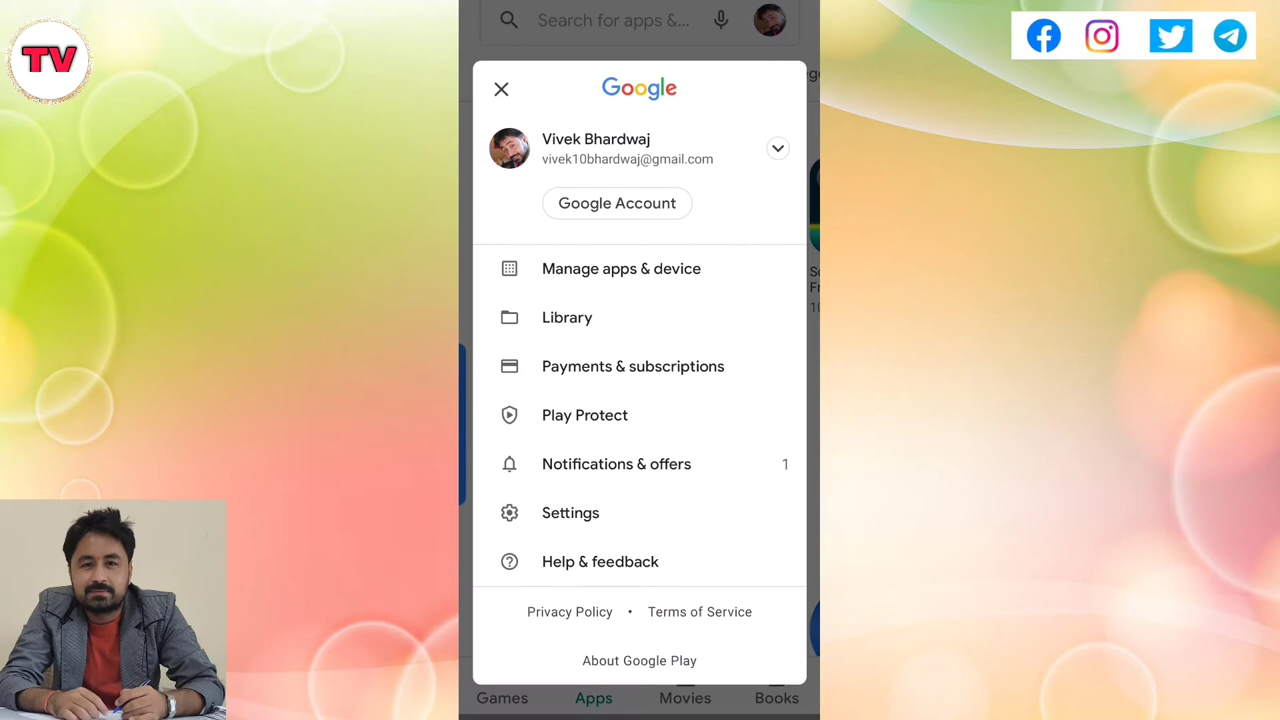 TV
Search for apps &...
Google
Vivek Bhardwaj
vivek10bhardwaj@gmail.com
Google Account
Manage apps & device
Library
Payments & subscriptions
Play Protect
Notifications & offers 1
Settings
Help & feedback
Privacy Policy • Terms of Service
About Google Play
Games Apps Movies Books